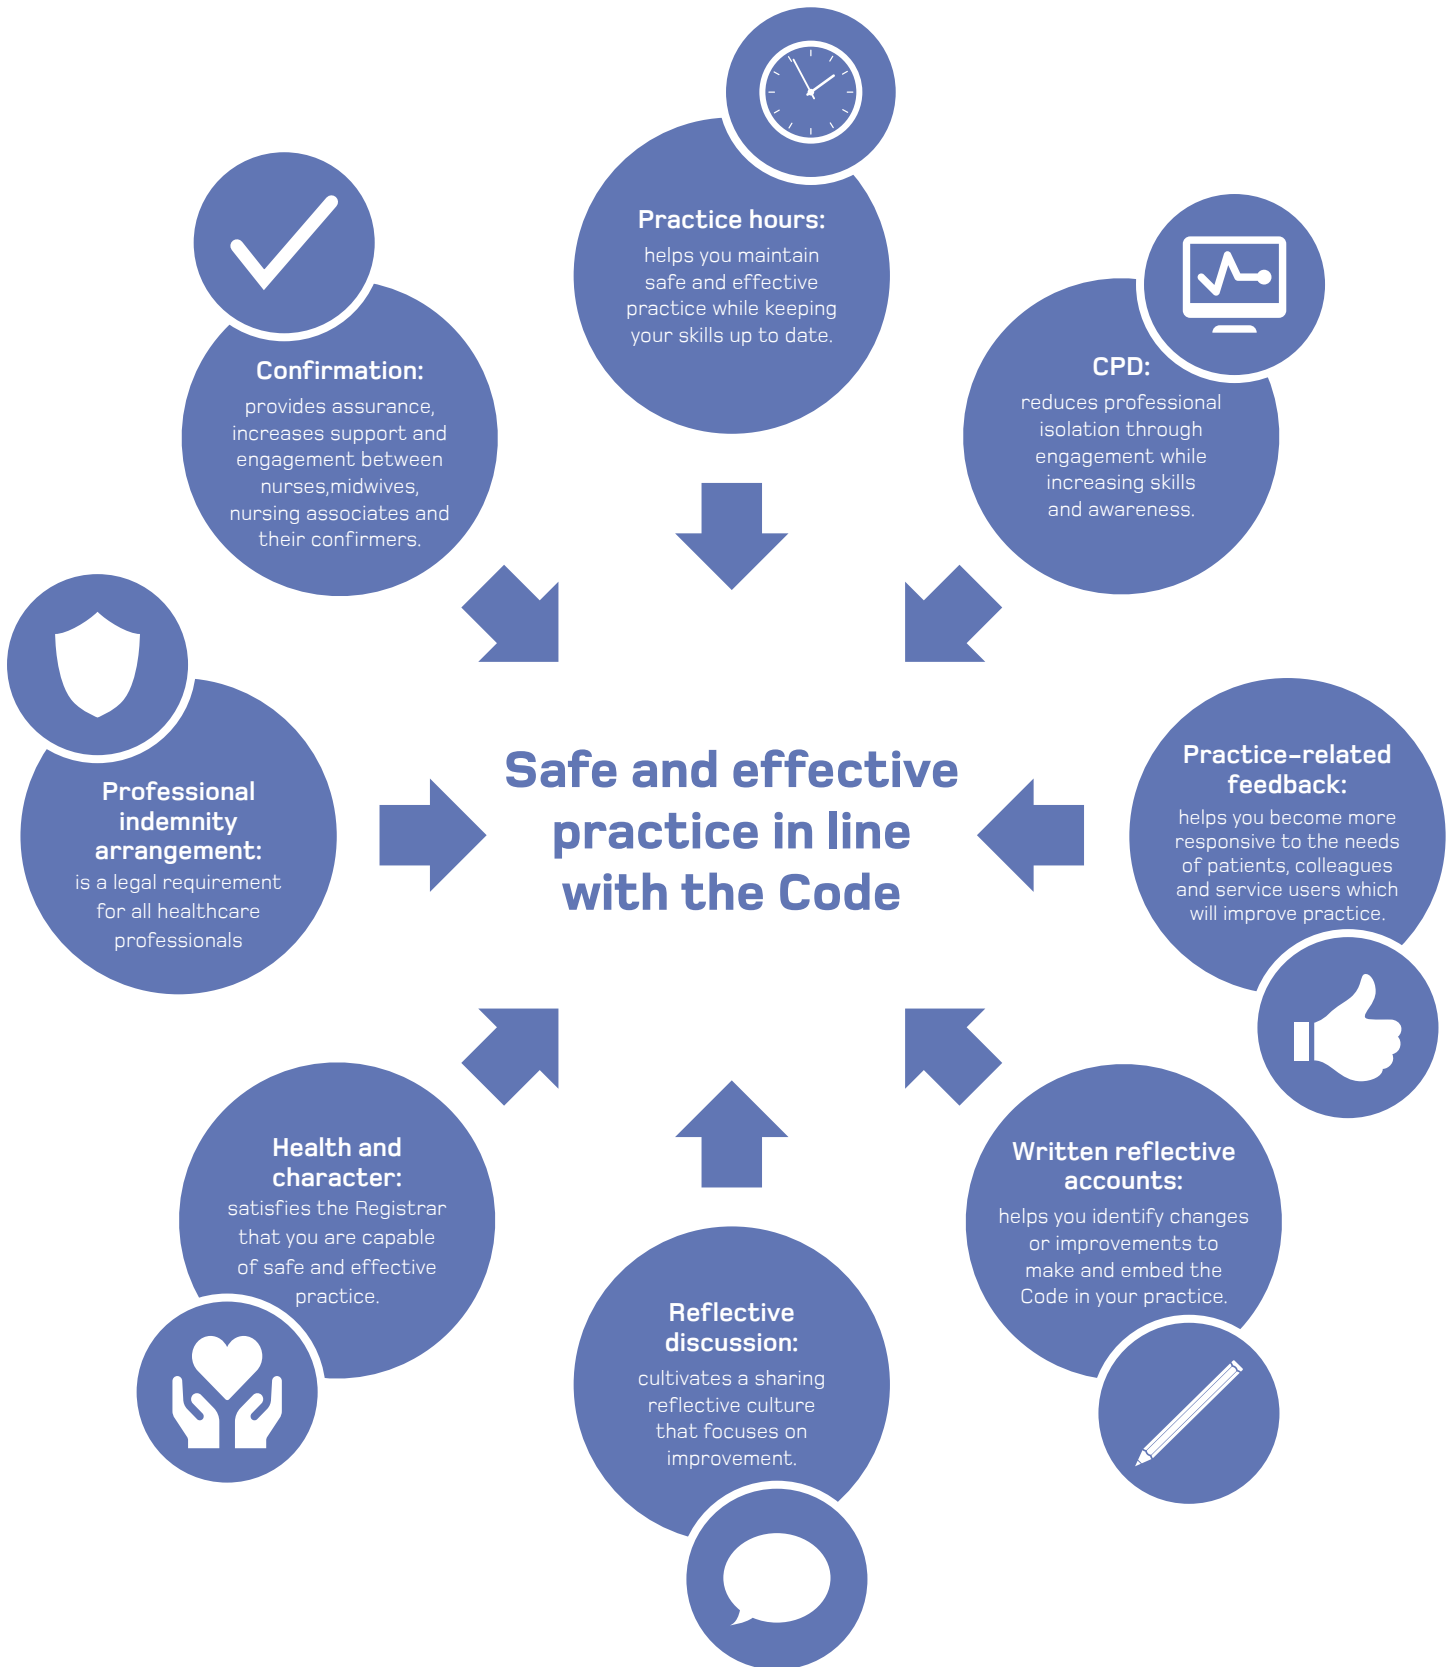 Practice hours:
helps you maintain
safe and effective
practice while keeping
your skills up to date.
CPD:
reduces professional
isolation through
engagement while
increasing skills
and awareness.
Practice-related
feedback:
helps you become more
responsive to the needs
of patients, colleagues
and service users which
will improve practice.
Written reflective
accounts:
helps you identify changes
or improvements to
make and embed the
Code in your practice.
Reflective
discussion:
cultivates a sharing
reflective culture
that focuses on
improvement.
Health and
character:
satisfies the Registrar
that you are capable
of safe and effective
practice.
Professional
indemnity
arrangement:
is a legal requirement
for all healthcare
professionals
Confirmation:
provides assurance,
increases support and
engagement between
nurses,midwives,
nursing associates and
their confirmers.
Safe and effective
practice in line
with the Code